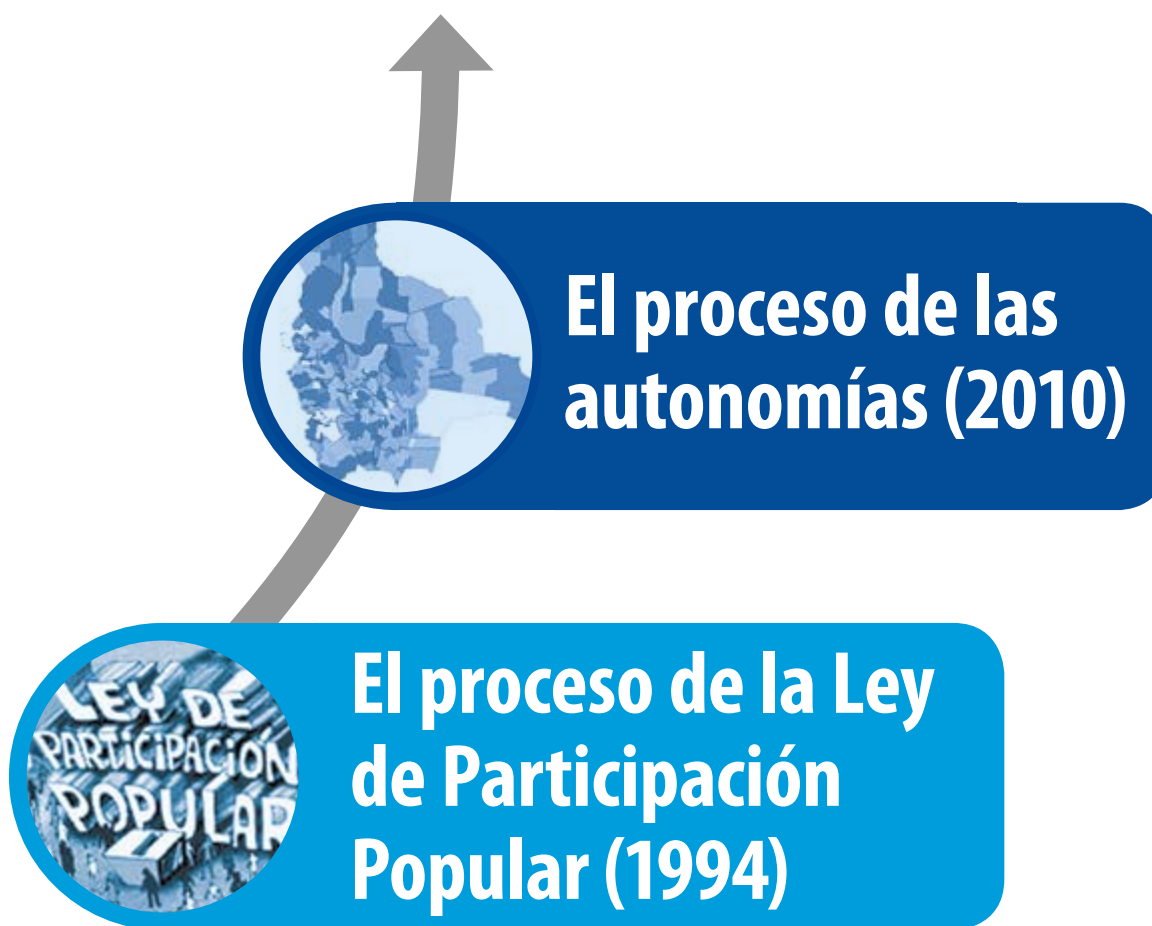 El proceso de las
autonomías (2010)
LEY DE
PARTICIPACIÓN
POPULAR
El proceso de la Ley
de Participación
Popular (1994)